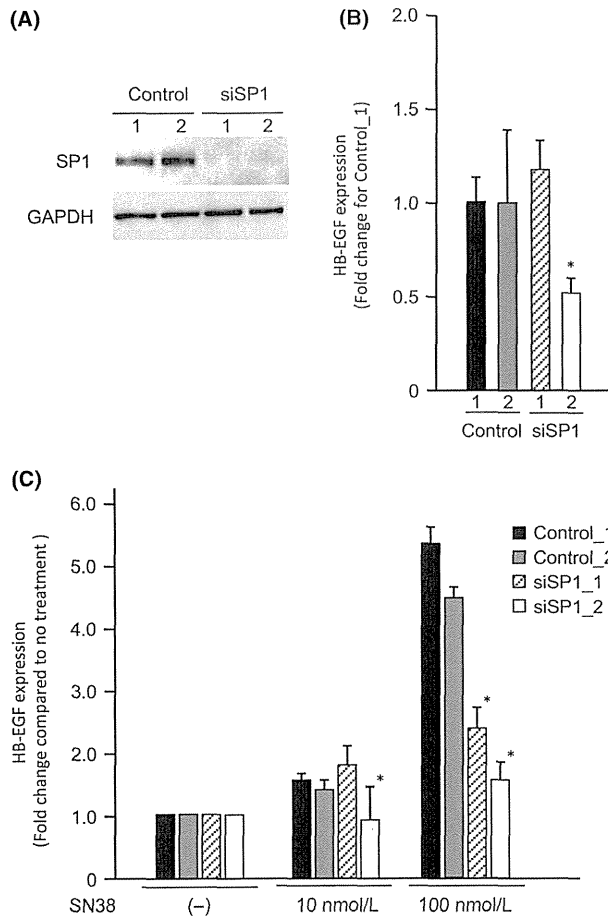 (A)
Control siSP1
1 2 1 2
SP1
GAPDH
(B)
HB-EGF expression
(Fold change for Control_1)
2.0
1.5
1.0
0.5
0
*
1 2 1 2
Control siSP1
(C)
HB-EGF expression
(Fold change compared to no treatment )
6.0
5.0
4.0
3.0
2.0
1.0
0
Control_1
Control_2
siSP1_1
siSP1_2
*
*
*
SN38 (–) 10 nmol/L 100 nmol/L